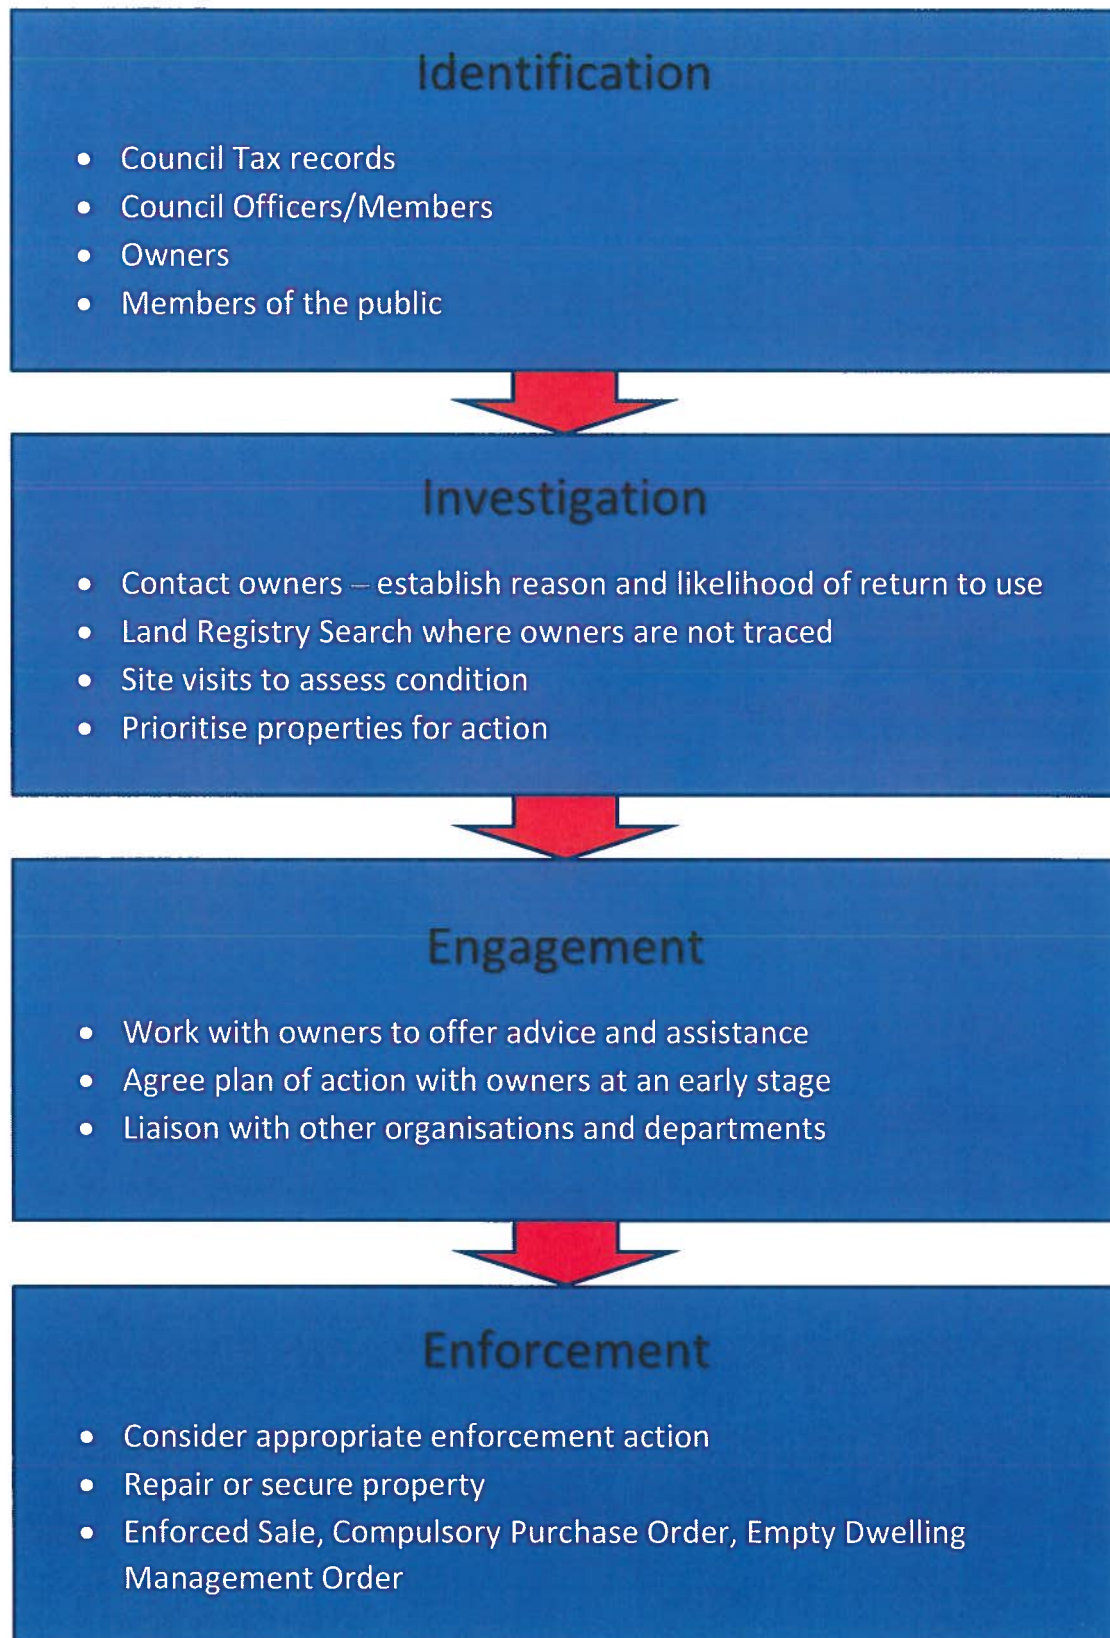 Identification
• Council Tax records
• Council Officers/Members
• Owners
• Members of the public
Investigation
• Contact owners – establish reason and likelihood of return to use
• Land Registry Search where owners are not traced
• Site visits to assess condition
• Prioritise properties for action
Engagement
• Work with owners to offer advice and assistance
• Agree plan of action with owners at an early stage
• Liaison with other organisations and departments
Enforcement
• Consider appropriate enforcement action
• Repair or secure property
• Enforced Sale, Compulsory Purchase Order, Empty Dwelling
Management Order